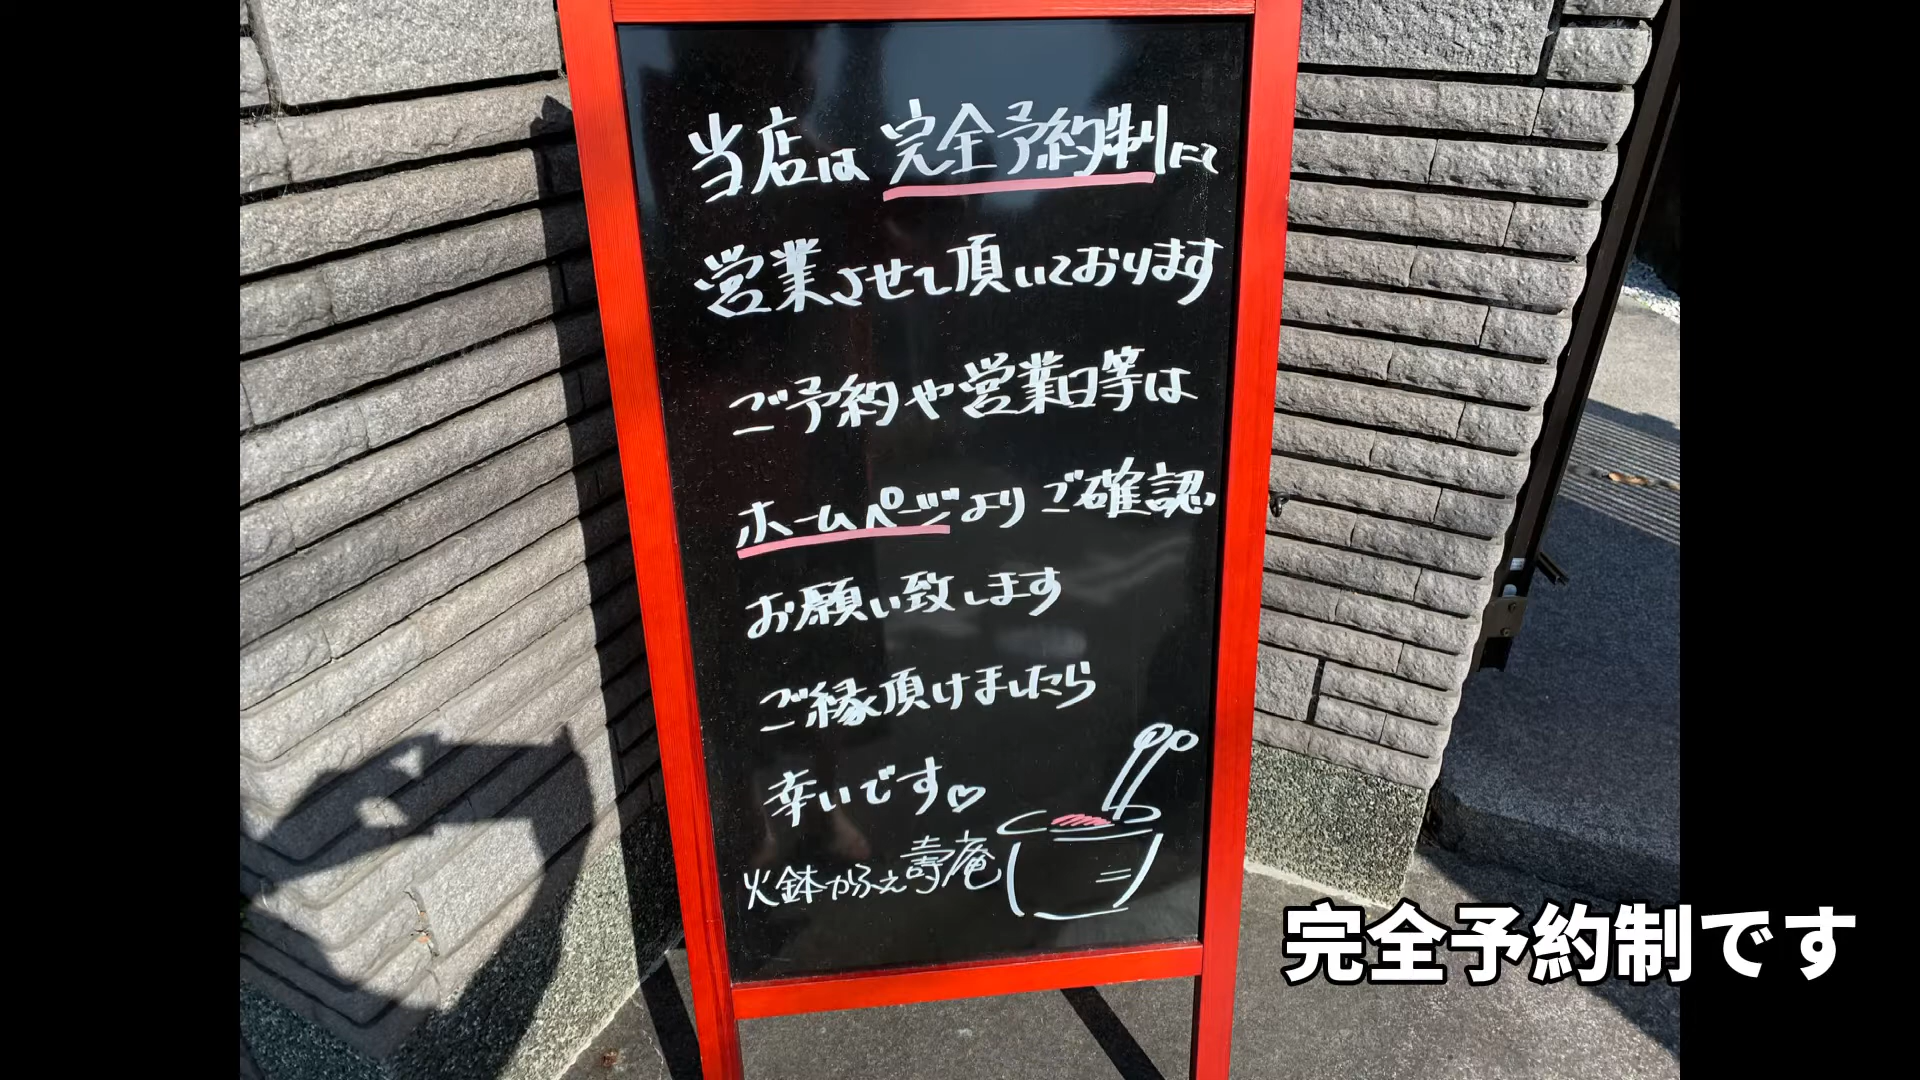 当店は完全予約制にて
営業させて頂いております
ご予約や営業日等は
ホームページよりご確認
お願い致します
ご縁頂けましたら
幸いです♡
火鉢かふぇ壽庵
完全予約制です